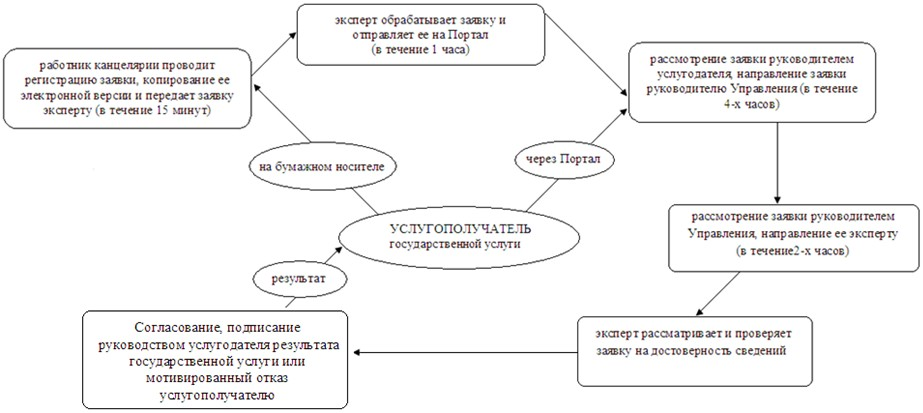 эксперт обрабатывает заявку и
отправляет ее на Портал
(в течение 1 часа)
работник канцелярии проводит
регистрацию заявки, копирование ее
электронной версии и передает заявку
эксперту (в течение 15 минут)
рассмотрение заявки руководителем
услугодателя, направление заявки
руководителю Управления (в течение
4-х часов)
на бумажном носителе
через Портал
УСЛУГОПОЛУЧАТЕЛЬ
государственной услуги
рассмотрение заявки руководителем
Управления, направление ее эксперту
(в течение2-х часов)
результат
Согласование, подписание
руководством услугодателя результата
государственной услуги или
мотивированный отказ
услугополучателю
эксперт рассматривает и проверяет
заявку на достоверность сведений